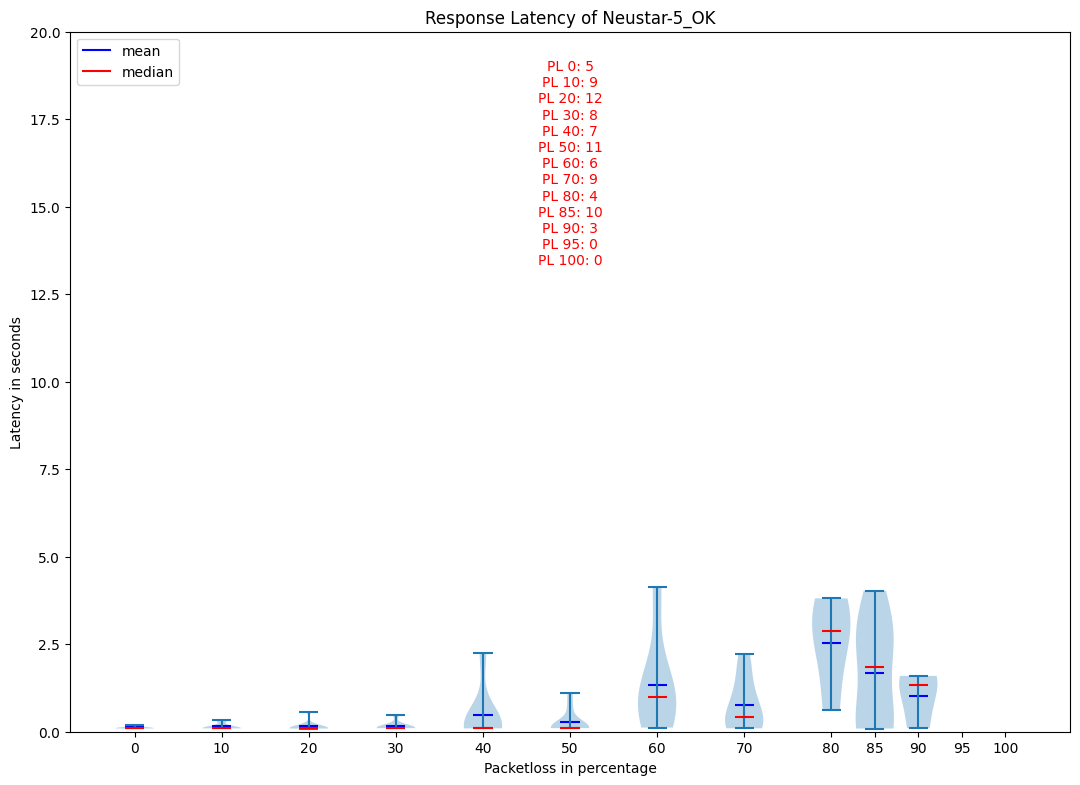 Response Latency of Neustar-5_OK
mean
median
PL 0: 5
PL 10: 9
PL 20: 12
PL 30: 8
PL 40: 7
PL 50: 11
PL 60: 6
PL 70: 9
PL 80: 4
PL 85: 10
PL 90: 3
PL 95: 0
PL 100: 0
Latency in seconds
20.0
17.5
15.0
12.5
10.0
7.5
5.0
2.5
0.0
0 10 20 30 40 50 60 70 80 85 90 95 100
Packetloss in percentage